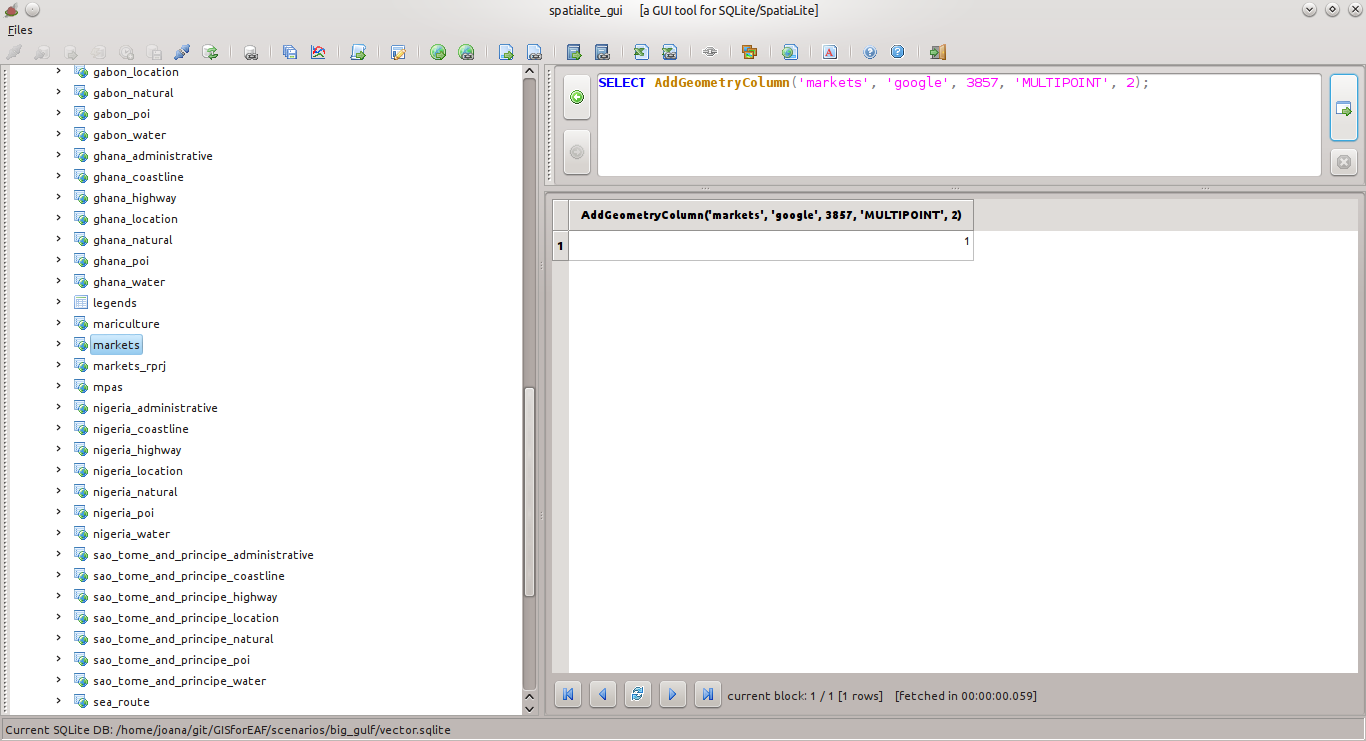 spatialite_gui [a GUI tool for SQLite/SpatiaLite]
Files
gabon_location
gabon_natural
gabon_poi
gabon_water
ghana_administrative
ghana_coastline
ghana_highway
ghana_location
ghana_natural
ghana_poi
ghana_water
legends
mariculture
markets
markets_rprj
mpas
nigeria_administrative
nigeria_coastline
nigeria_highway
nigeria_location
nigeria_natural
nigeria_poi
nigeria_water
sao_tome_and_principe_administrative
sao_tome_and_principe_coastline
sao_tome_and_principe_highway
sao_tome_and_principe_location
sao_tome_and_principe_natural
sao_tome_and_principe_poi
sao_tome_and_principe_water
sea_route
SELECT AddGeometryColumn('markets', 'google', 3857, 'MULTIPOINT', 2);
AddGeometryColumn('markets', 'google', 3857, 'MULTIPOINT', 2)
1 1
current block: 1 / 1 [1 rows] [Fetched in 00:00:00.059]
Current SQLite DB: /home/joana/git/GISforEAF/scenarios/big_gulf/vector.sqlite